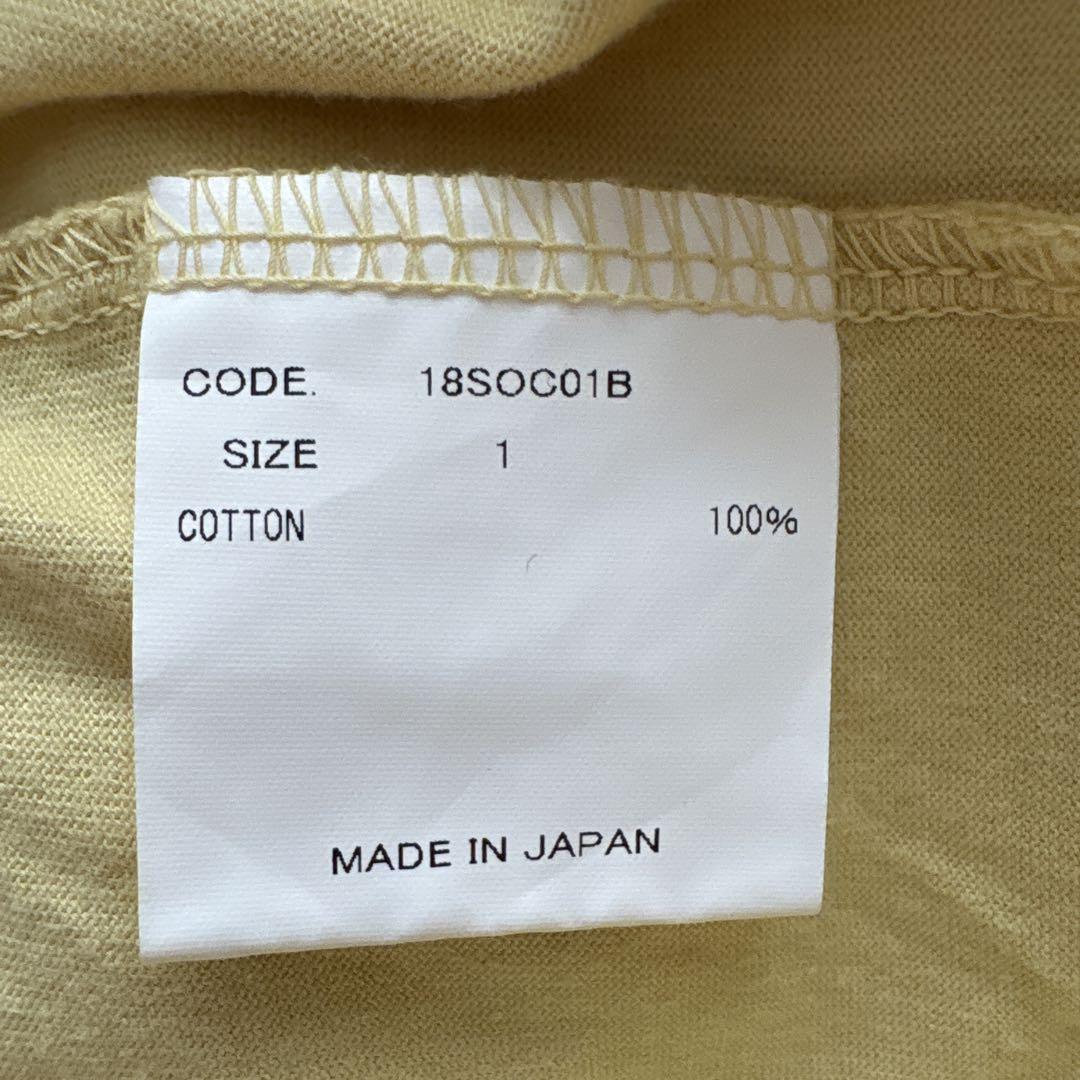 CODE. 18SOC01B
SIZE 1
COTTON 100%
MADE IN JAPAN